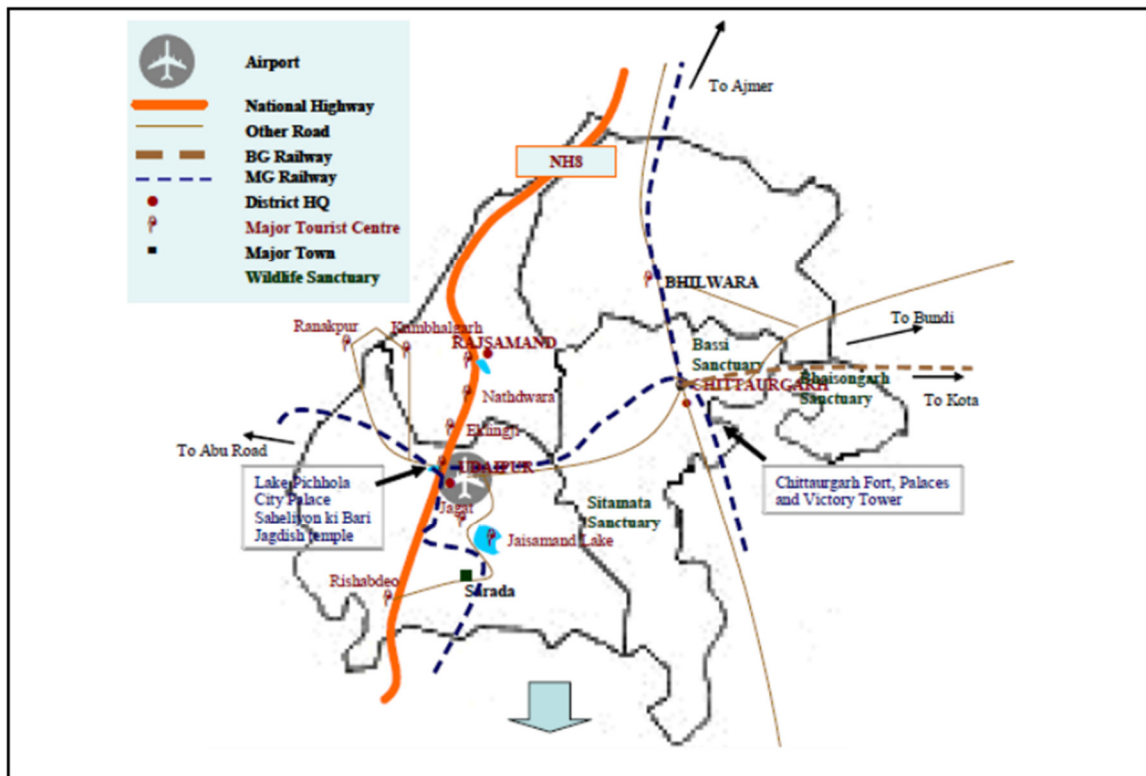 Airport
National Highway
Other Road
BG Railway
MG Railway
District HQ
Major Tourist Centre
Major Town
Wildlife Sanctuary
To Ajmer
NH8
BHILWARA
Ranakpur
Kumbhalgarh
RAJSAMAND
To Bundi
Bassi
Sanctuary
CHITTAURGARH
Bhaisongarh
Sanctuary
To Kota
Nathdwara
Eklingji
To Abu Road
UDAIPUR
Lake Pichhola
City Palace
Saheliyon ki Bari
Jagdish temple
Chittaurgarh Fort, Palaces
and Victory Tower
Jagat
Sitamata
Sanctuary
Jaisamand Lake
Rishabdeo
Sarada